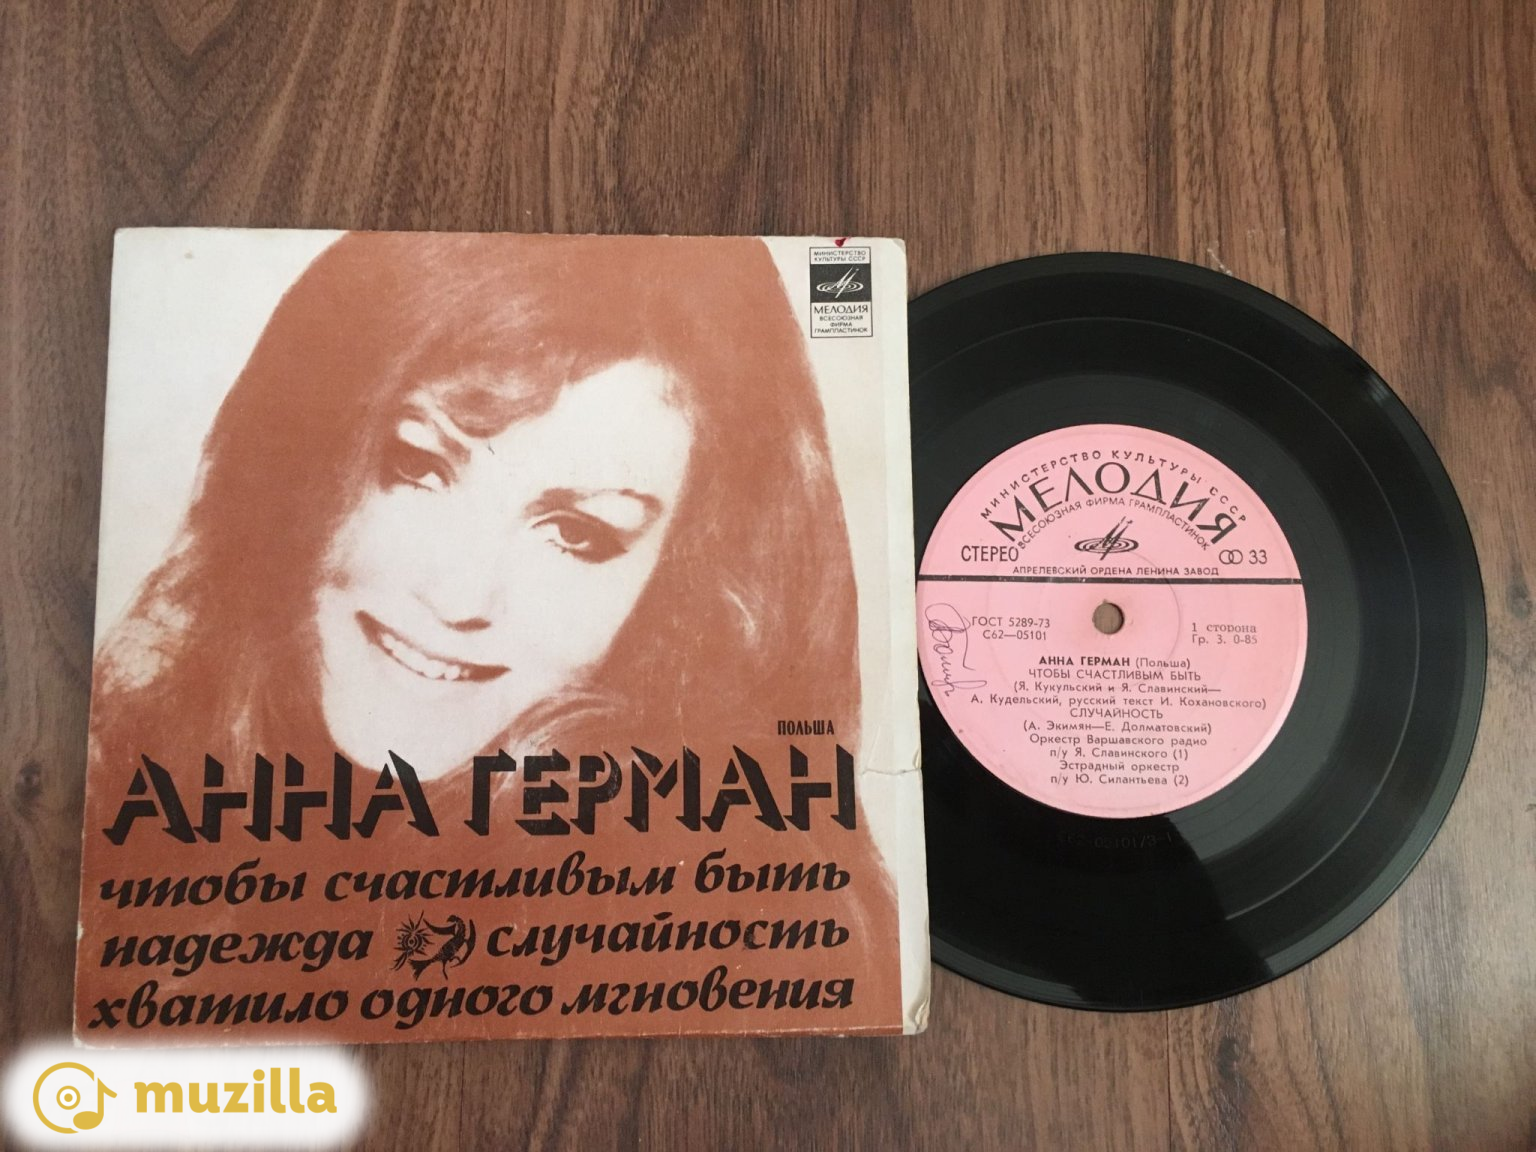 МИНИСТЕРСТВО
КУЛЬТУРЫ СССР
МЕЛОДИЯ
ВСЕСОЮЗНАЯ
ФИРМА
ГРАМПЛАСТИНОК
ПОЛЬША
АННА ГЕРМАН
чтобы счастливым быть
надежда случайность
хватило одного мгновения
МИНИСТЕРСТВО КУЛЬТУРЫ СССР
МЕЛОДИЯ
ВСЕСОЮЗНАЯ ФИРМА ГРАМПЛАСТИНОК
СТЕРЕО 33
АПРЕЛЕВСКИЙ ОРДЕНА ЛЕНИНА ЗАВОД
ГОСТ 5289-73
С62—05101
1 сторона
Гр. 3. 0-85
АННА ГЕРМАН (Польша)
ЧТОБЫ СЧАСТЛИВЫМ БЫТЬ
(Я. Кукульский и Я. Славинский—
А. Кудельский, русский текст И. Кохановского)
СЛУЧАЙНОСТЬ
(А. Экимян—Е. Долматовский)
Оркестр Варшавского радио
п/у Я. Славинского (1)
Эстрадный оркестр
п/у Ю. Силантьева (2)
muzilla